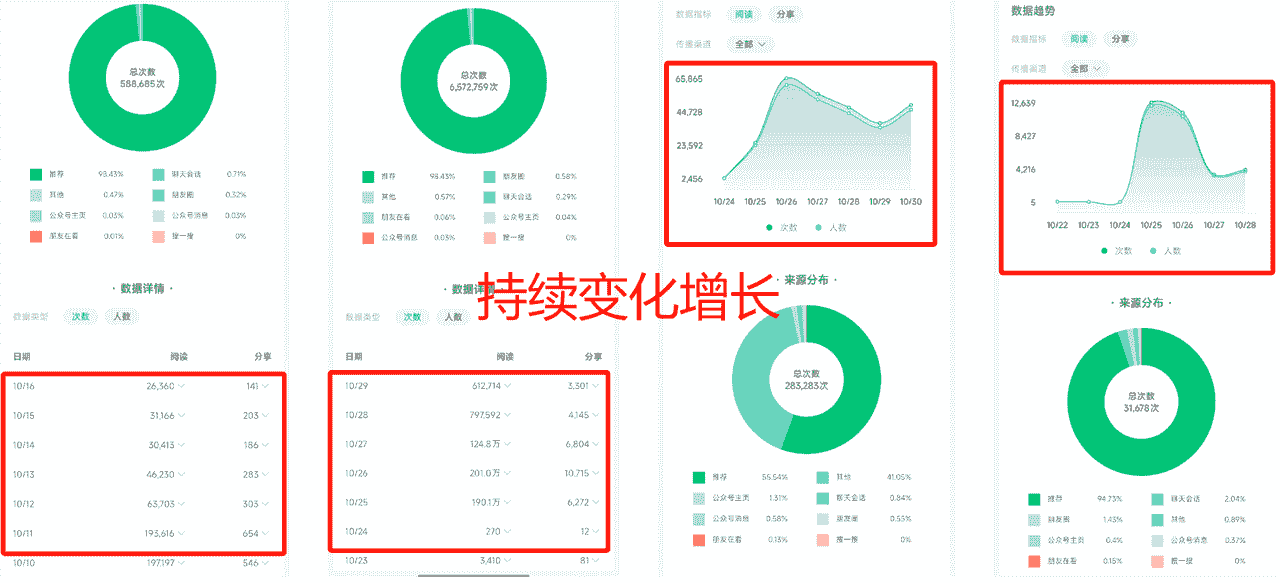 总次数
588,685次
推荐 98.43% 聊天会话 0.71%
其他 0.47% 朋友圈 0.32%
公众号主页 0.03% 公众号消息 0.03%
朋友在看 0.01% 搜一搜 0%
· 数据详情 ·
数据类型 次数 人数
日期 阅读 分享
10/16 26,360 141
10/15 31,166 203
10/14 30,413 186
10/13 46,230 283
10/12 63,703 303
10/11 193,616 654
10/10 197,197 546
总次数
6,572,759次
推荐 98.43% 朋友圈 0.58%
其他 0.57% 聊天会话 0.29%
朋友在看 0.06% 公众号主页 0.04%
公众号消息 0.03% 搜一搜 0%
· 数据详情 ·
数据类型 次数 人数
日期 阅读 分享
10/29 612,714 3,301
10/28 797,592 4,145
10/27 124.8万 6,804
10/26 201.0万 10,715
10/25 190.1万 6,272
10/24 270 12
10/23 3,410 81
持续变化增长
数据指标 阅读 分享
传播渠道 全部
65,865
44,728
23,592
2,456
10/24 10/25 10/26 10/27 10/28 10/29 10/30
次数 人数
· 来源分布 ·
总次数
283,283次
推荐 55.54% 其他 41.05%
公众号主页 1.31% 聊天会话 0.84%
公众号消息 0.58% 朋友圈 0.55%
朋友在看 0.13% 搜一搜 0%
数据趋势
数据指标 阅读 分享
传播渠道 全部
12,639
8,427
4,216
5
10/22 10/23 10/24 10/25 10/26 10/27 10/28
次数 人数
· 来源分布 ·
总次数
31,678次
推荐 94.73% 聊天会话 2.04%
朋友圈 1.43% 其他 0.89%
公众号主页 0.4% 公众号消息 0.37%
朋友在看 0.15% 搜一搜 0%